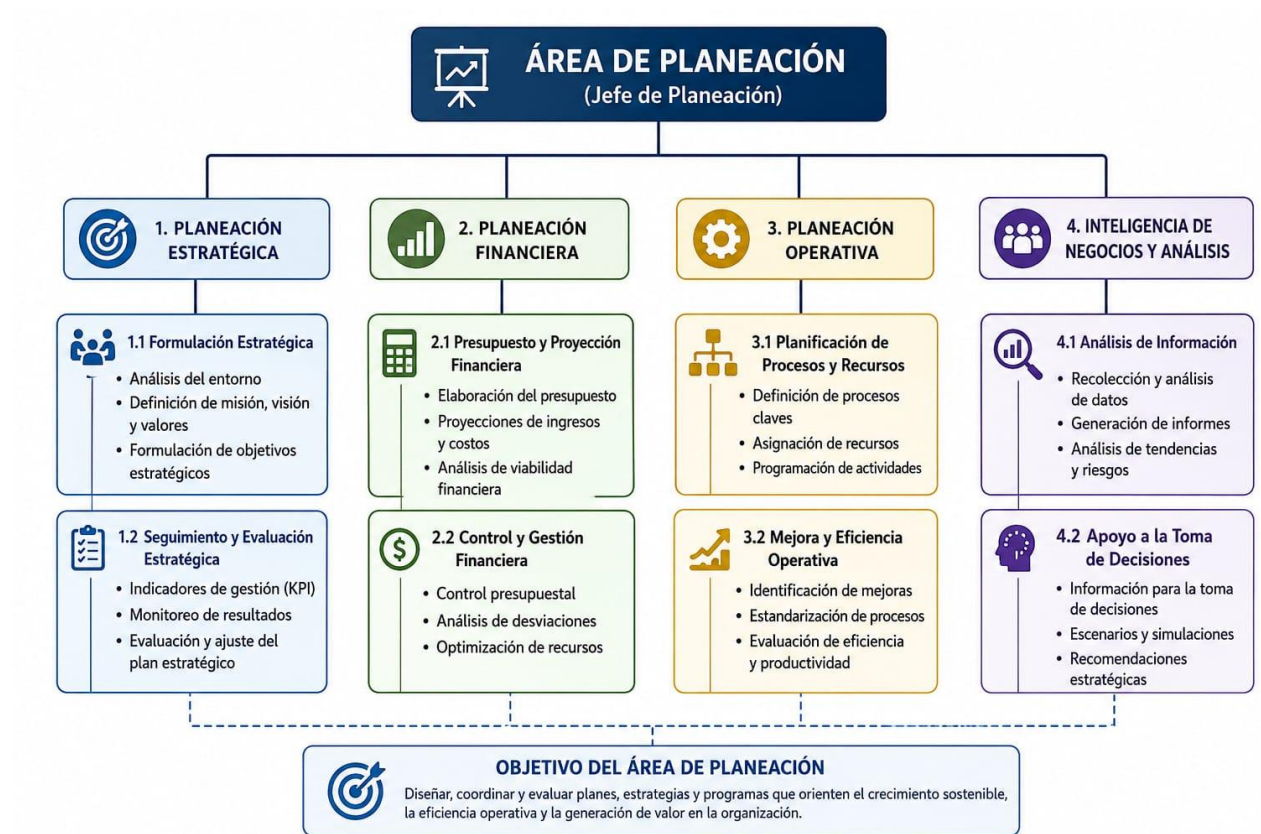 ÁREA DE PLANEACIÓN
(Jefe de Planeación)
1. PLANEACIÓN
ESTRATÉGICA
1.1 Formulación Estratégica
• Análisis del entorno
• Definición de misión, visión
y valores
• Formulación de objetivos
estratégicos
1.2 Seguimiento y Evaluación
Estratégica
• Indicadores de gestión (KPI)
• Monitoreo de resultados
• Evaluación y ajuste del
plan estratégico
2. PLANEACIÓN
FINANCIERA
2.1 Presupuesto y Proyección
Financiera
• Elaboración del presupuesto
• Proyecciones de ingresos
y costos
• Análisis de viabilidad
financiera
2.2 Control y Gestión
Financiera
$
• Control presupuestal
• Análisis de desviaciones
• Optimización de recursos
3. PLANEACIÓN
OPERATIVA
3.1 Planificación de
Procesos y Recursos
• Definición de procesos
claves
• Asignación de recursos
• Programación de actividades
3.2 Mejora y Eficiencia
Operativa
• Identificación de mejoras
• Estandarización de procesos
• Evaluación de eficiencia
y productividad
4. INTELIGENCIA DE
NEGOCIOS Y ANÁLISIS
4.1 Análisis de Información
• Recolección y análisis
de datos
• Generación de informes
• Análisis de tendencias
y riesgos
4.2 Apoyo a la Toma
de Decisiones
• Información para la toma
de decisiones
• Escenarios y simulaciones
• Recomendaciones
estratégicas
OBJETIVO DEL ÁREA DE PLANEACIÓN
Diseñar, coordinar y evaluar planes, estrategias y programas que orienten el crecimiento sostenible,
la eficiencia operativa y la generación de valor en la organización.